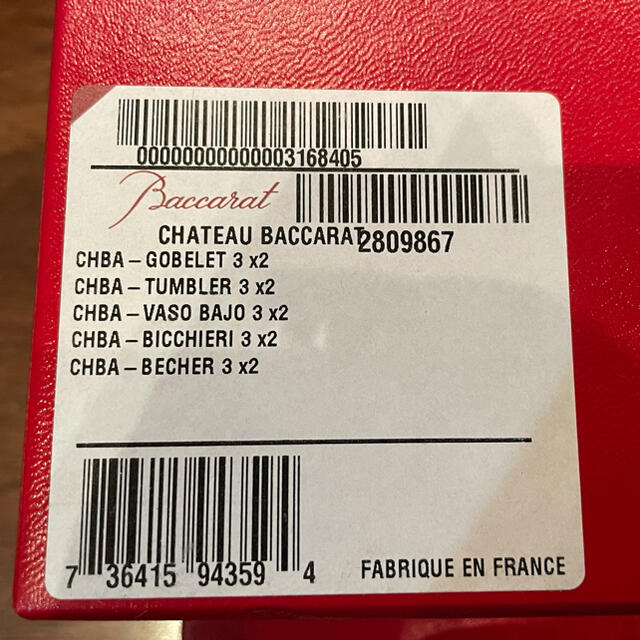 00000000000003168405
Baccarat
CHATEAU BACCARAT 2809867
CHBA – GOBELET 3 x2
CHBA – TUMBLER 3 x2
CHBA – VASO BAJO 3 x2
CHBA – BICCHIERI 3 x2
CHBA – BECHER 3 x2
7 36415 94359 4
FABRIQUE EN FRANCE